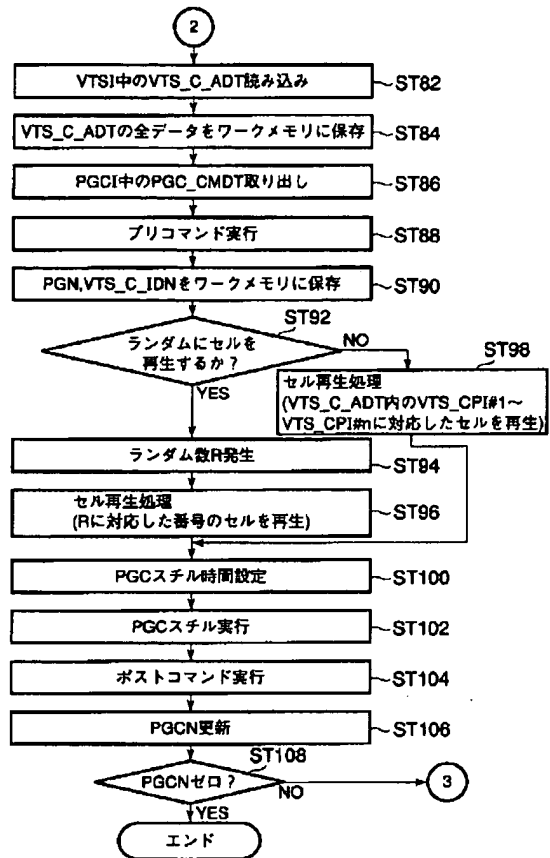 2
VTSI中のVTS_C_ADT読み込み
ST82
VTS_C_ADTの全データをワークメモリに保存
ST84
PGCI中のPGC_CMDT取り出し
ST86
プリコマンド実行
ST88
PGN,VTS_C_IDNをワークメモリに保存
ST90
ST92
ランダムにセルを
再生するか？
NO
YES
ST98
セル再生処理
(VTS_C_ADT内のVTS_CPI#1〜
VTS_CPI#nに対応したセルを再生)
ランダム数R発生
ST94
セル再生処理
(Rに対応した番号のセルを再生)
ST96
PGCスチル時間設定
ST100
PGCスチル実行
ST102
ポストコマンド実行
ST104
PGCN更新
ST106
ST108
PGCNゼロ？
NO
3
YES
エンド